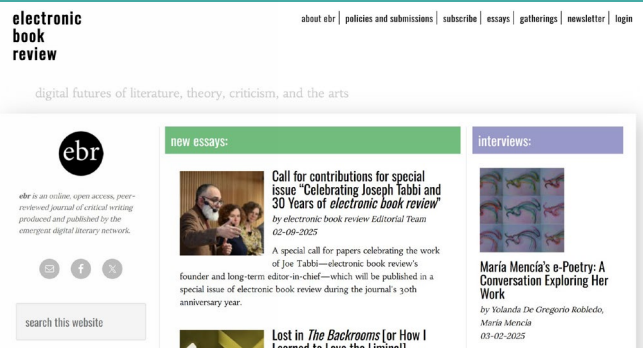 electronic
book
review
about ebr
policies and submissions
subscribe
essays
gatherings
newsletter
login
digital futures of literature, theory, criticism, and the arts
ebr
ebr is an online, open access, peer-
reviewed journal of critical writing
produced and published by the
emergent digital literary network.
search this website
new essays:
Call for contributions for special
issue “Celebrating Joseph Tabbi and
30 Years of electronic book review”
by electronic book review Editorial Team
02-09-2025
A special call for papers celebrating the work
of Joe Tabbi—electronic book review's
founder and long-term editor-in-chief—which will be published in a
special issue of electronic book review during the journal's 30th
anniversary year.
Lost in The Backrooms [or How I
Learned to Love the Liminal]
interviews:
María Mencía's e-Poetry: A
Conversation Exploring Her
Work
by Yolanda De Gregorio Robledo,
María Mencía
03-02-2025